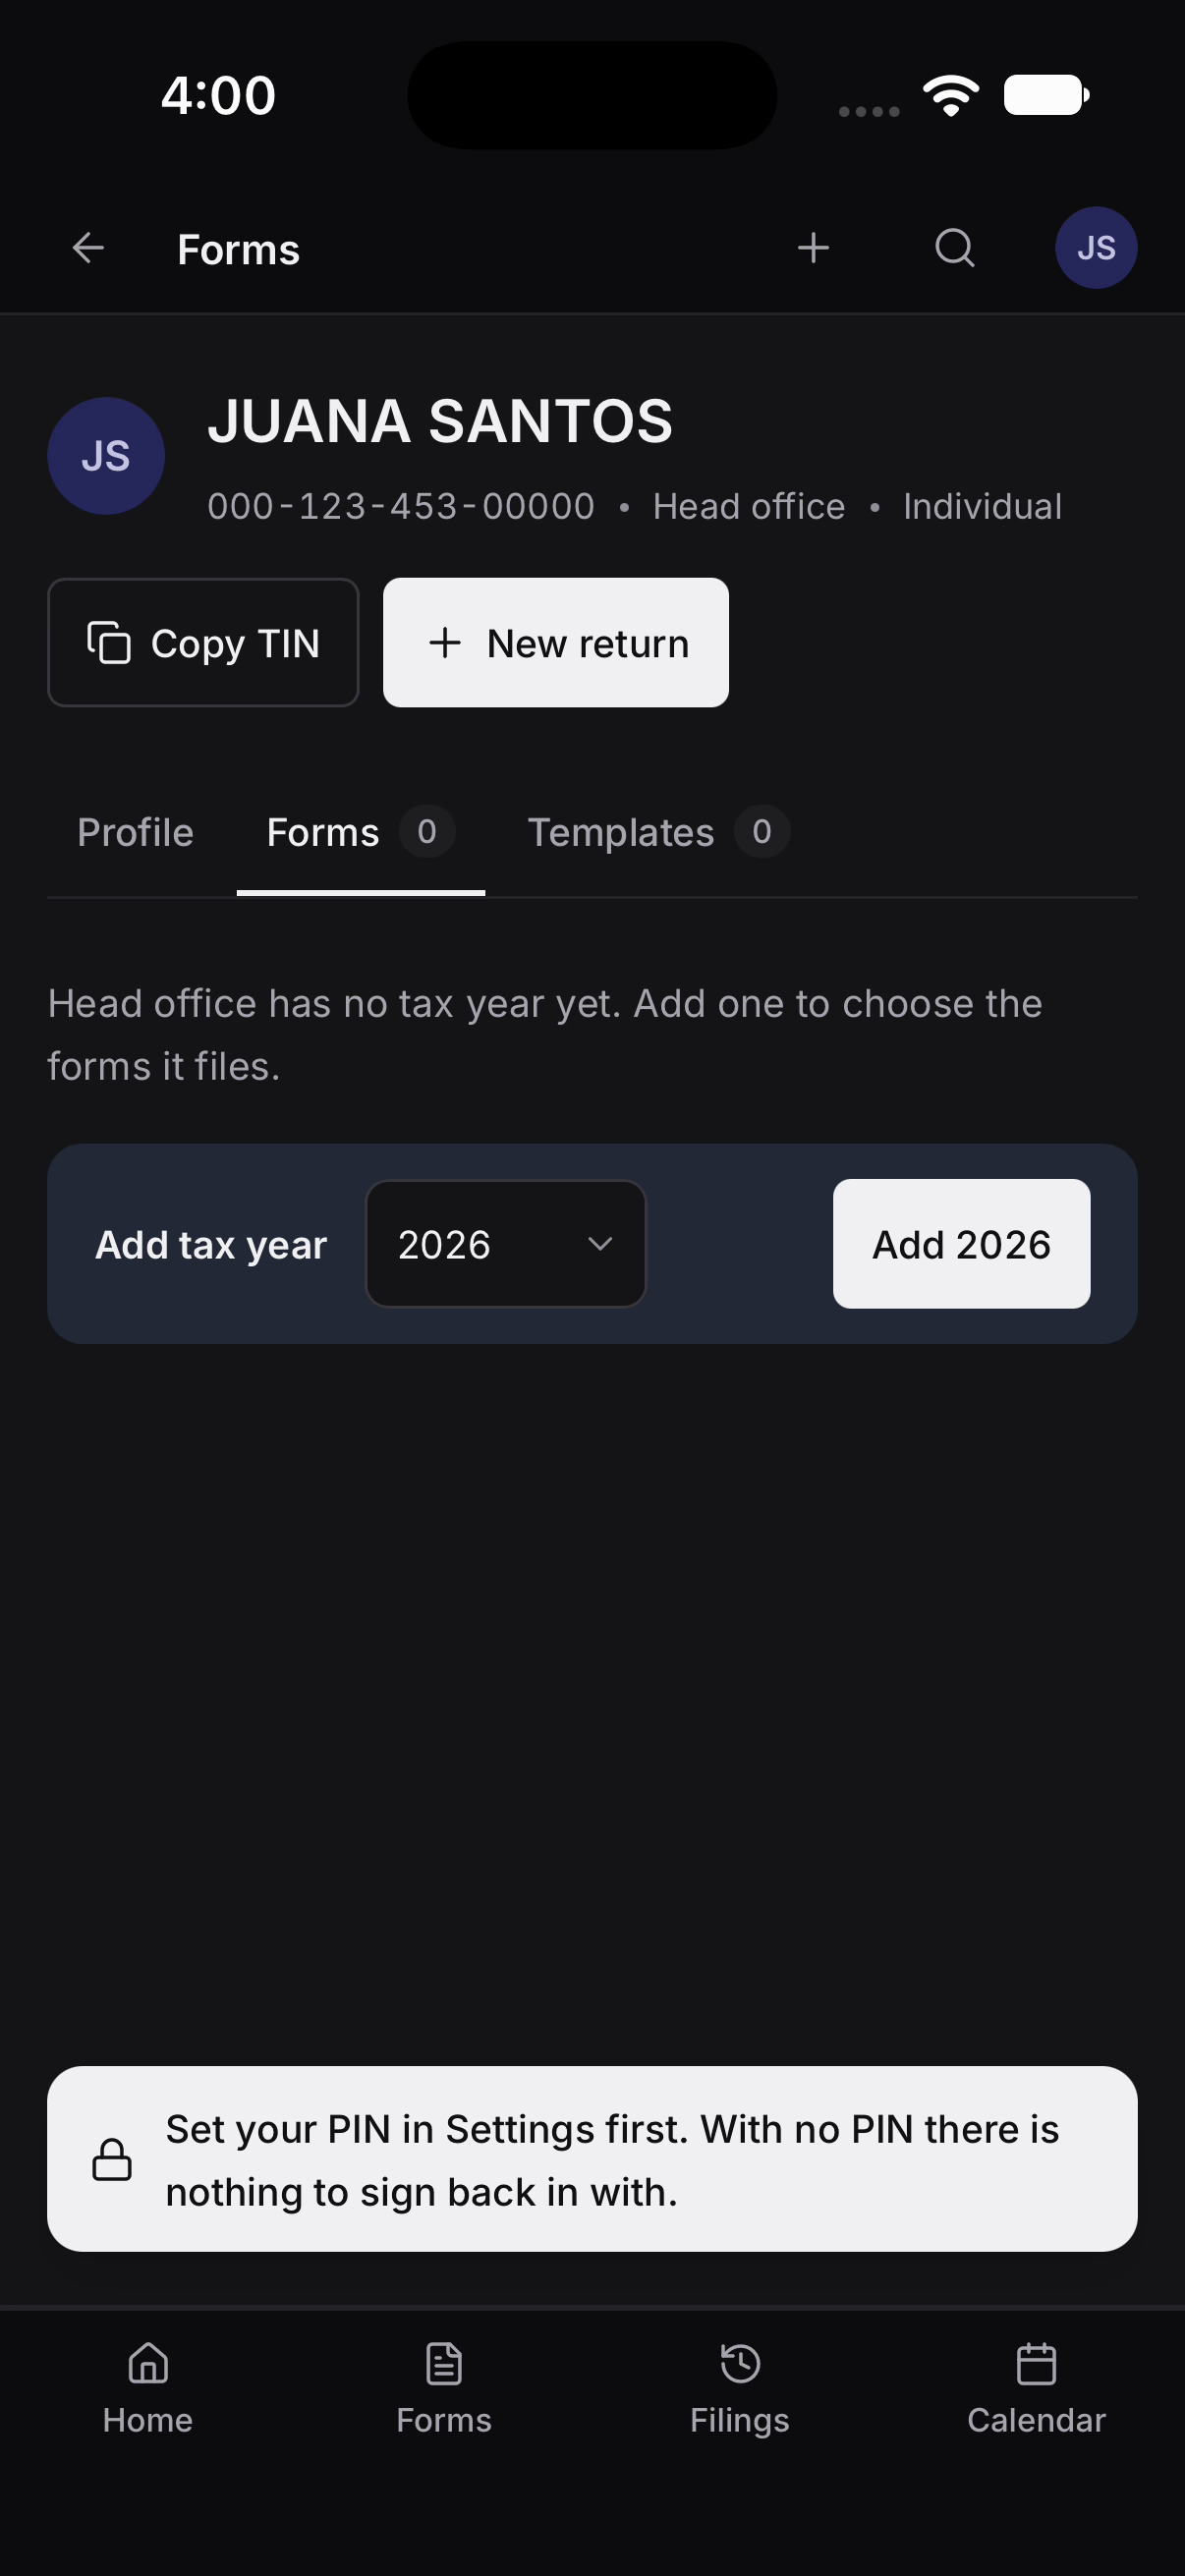 4:00
Forms
JS
JS
JUANA SANTOS
000-123-453-00000 • Head office • Individual
Copy TIN
New return
Profile
Forms 0
Templates 0
Head office has no tax year yet. Add one to choose the
forms it files.
Add tax year
2026
Add 2026
Set your PIN in Settings first. With no PIN there is
nothing to sign back in with.
Home
Forms
Filings
Calendar